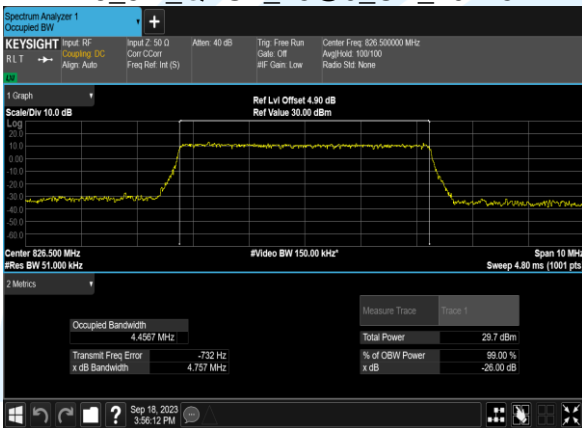 Spectrum Analyzer 1
Occupied BW
KEYSIGHT Input: RF Input Z: 50 Ω Atten: 40 dB Trig: Free Run Center Freq: 826.500000 MHz
RLT Coupling: DC Corr CCorr Gate: Off Avg|Hold: 100/100
Align: Auto Freq Ref: Int (S) #IF Gain: Low Radio Std: None
LW
1 Graph
Ref Lvl Offset 4.90 dB
Scale/Div 10.0 dB Ref Value 30.00 dBm
Log
20.0
10.0
0.00
-10.0
-20.0
-30.0
-40.0
-50.0
-60.0
Center 826.500 MHz #Video BW 150.00 kHz* Span 10 MHz
#Res BW 51.000 kHz Sweep 4.80 ms (1001 pts
2 Metrics
Measure Trace Trace 1
Occupied Bandwidth
4.4567 MHz Total Power 29.7 dBm
Transmit Freq Error -732 Hz % of OBW Power 99.00 %
x dB Bandwidth 4.757 MHz x dB -26.00 dB
Sep 18, 2023
3:56:12 PM